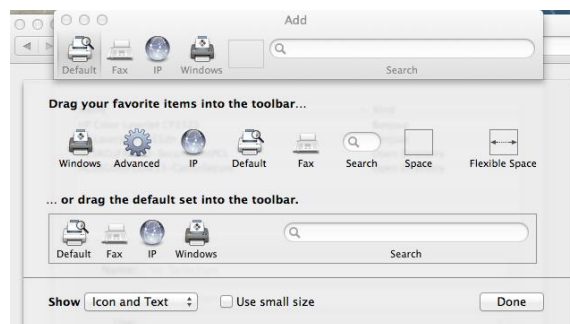 Add
Default Fax IP Windows Search
Drag your favorite items into the toolbar...
Windows Advanced IP Default Fax Search Space Flexible Space
... or drag the default set into the toolbar.
Default Fax IP Windows Search
Show Icon and Text Use small size Done